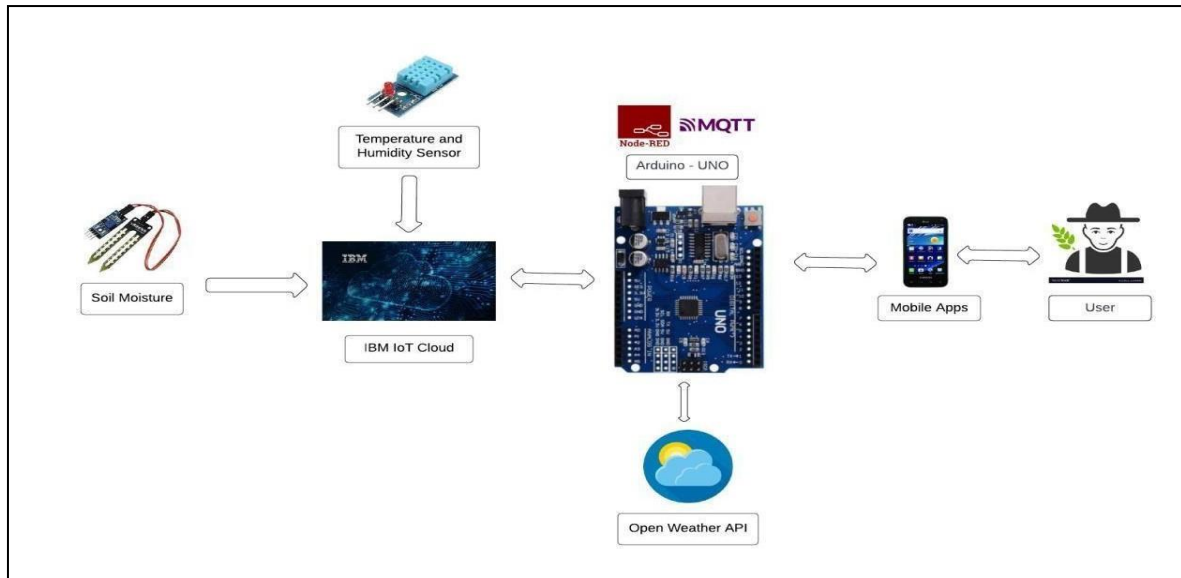 Temperature and
Humidity Sensor
Node-RED
MQTT
Arduino - UNO
IBM
Soil Moisture
IBM IoT Cloud
UNO
Mobile Apps
User
Open Weather API